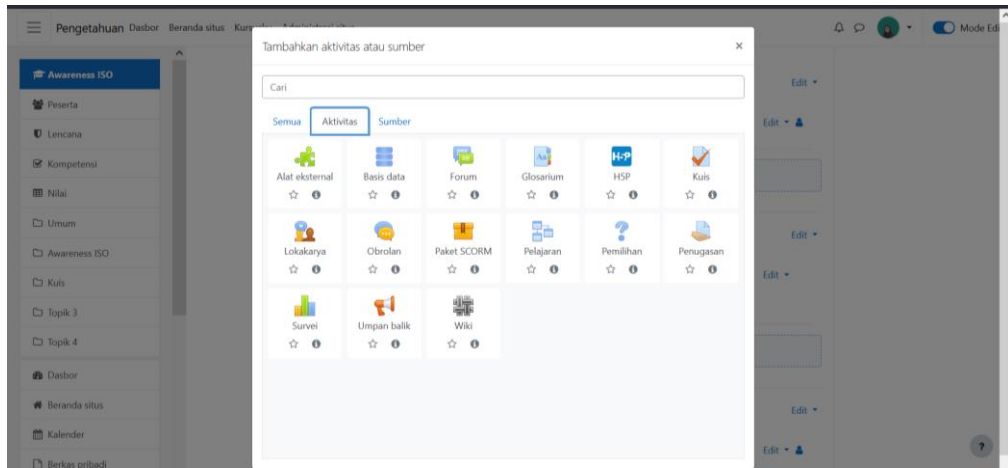 Pengetahuan Dasbor Beranda situs
Mode Edi
Tambahkan aktivitas atau sumber
×
Cari
Semua Aktivitas Sumber
Awareness ISO
Peserta
Lencana
Kompetensi
Nilai
Umum
Awareness ISO
Kuis
Topik 3
Topik 4
Dasbor
Beranda situs
Kalender
Berkas pribadi
Alat eksternal Basis data Forum Glosarium H5P Kuis
Lokakarya Obrolan Paket SCORM Pelajaran Pemilihan Penugasan
Survei Umpan balik Wiki
Edit
Edit
Edit
Edit
Edit
Edit
?